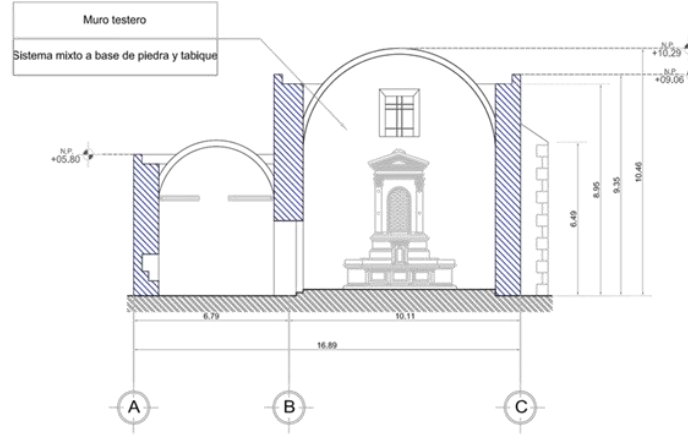 Muro testero
Sistema mixto a base de piedra y tabique
N.P.
+10.29
N.P.
+09.06
N.P.
+05.80
6.49
8.95
9.35
10.46
6.79
10.11
16.89
A
B
C